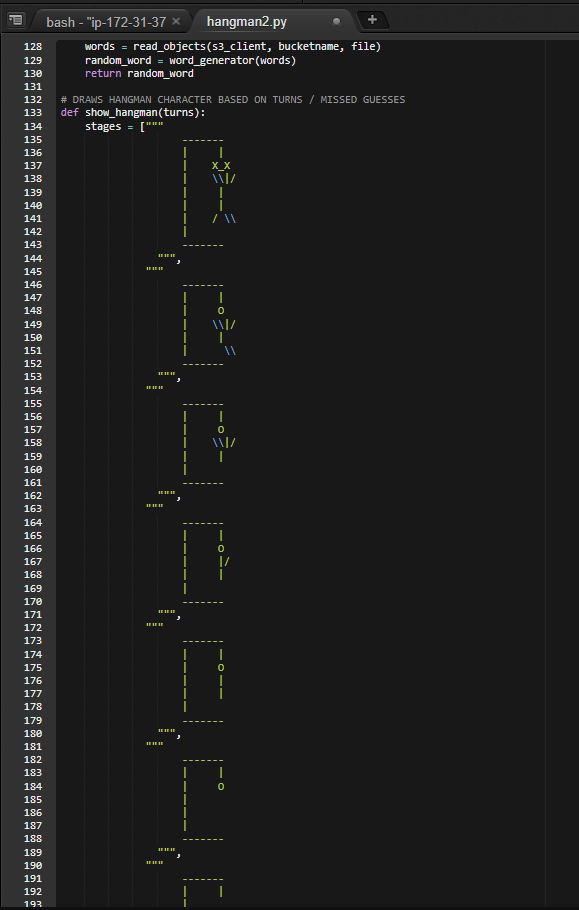 bash - "ip-172-31-37 × hangman2.py
128     words = read_objects(s3_client, bucketname, file)
129     random_word = word_generator(words)
130     return random_word
131
132 # DRAWS HANGMAN CHARACTER BASED ON TURNS / MISSED GUESSES
133 def show_hangman(turns):
134     stages = ["""
135                     -------
136                     |     |
137                     |    X_X
138                     |    \\|/
139                     |     |
140                     |     |
141                     |    / \\
142                     |
143                     -------
144                 """,
145               """
146                     -------
147                     |     |
148                     |     O
149                     |    \\|/
150                     |     |
151                     |      \\
152                     -------
153                 """,
154               """
155                     -------
156                     |     |
157                     |     O
158                     |    \\|/
159                     |     |
160                     |
161                     -------
162                 """,
163               """
164                     -------
165                     |     |
166                     |     O
167                     |     |/
168                     |     |
169                     |
170                     -------
171                 """,
172               """
173                     -------
174                     |     |
175                     |     O
176                     |     |
177                     |     |
178                     |
179                     -------
180                 """,
181               """
182                     -------
183                     |     |
184                     |     O
185                     |
186                     |
187                     |
188                     -------
189                 """,
190               """
191                     -------
192                     |     |
193                     |